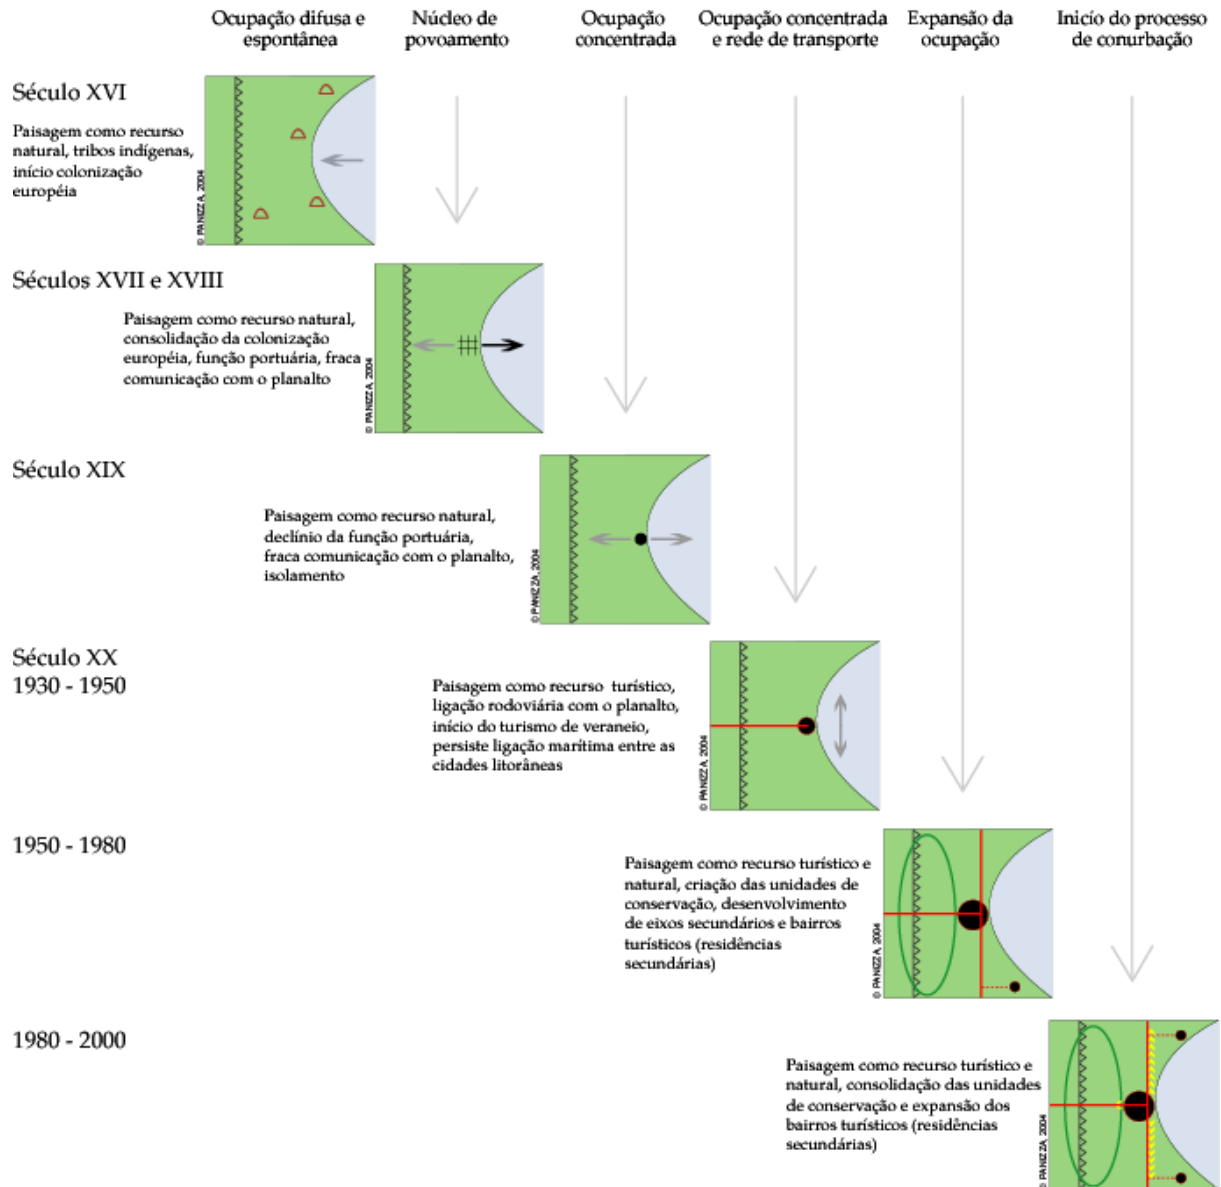 Ocupação difusa e
espontânea
Núcleo de
povoamento
Ocupação
concentrada
Ocupação concentrada
e rede de transporte
Expansão da
ocupação
Inicío do processo
de conurbação
Século XVI
Paisagem como recurso
natural, tribos indígenas,
início colonização
européia
© PANIZZA, 2004
Séculos XVII e XVIII
Paisagem como recurso natural,
consolidação da colonização
européia, função portuária, fraca
comunicação com o planalto
© PANIZZA, 2004
Século XIX
Paisagem como recurso natural,
declínio da função portuária,
fraca comunicação com o planalto,
isolamento
© PANIZZA, 2004
Século XX
1930 - 1950
Paisagem como recurso turístico,
ligação rodoviária com o planalto,
início do turismo de veraneio,
persiste ligação marítima entre as
cidades litorâneas
© PANIZZA, 2004
1950 - 1980
Paisagem como recurso turístico e
natural, criação das unidades de
conservação, desenvolvimento
de eixos secundários e bairros
turísticos (residências
secundárias)
© PANIZZA, 2004
1980 - 2000
Paisagem como recurso turístico e
natural, consolidação das unidades
de conservação e expansão dos
bairros turísticos (residências
secundárias)
© PANIZZA, 2004